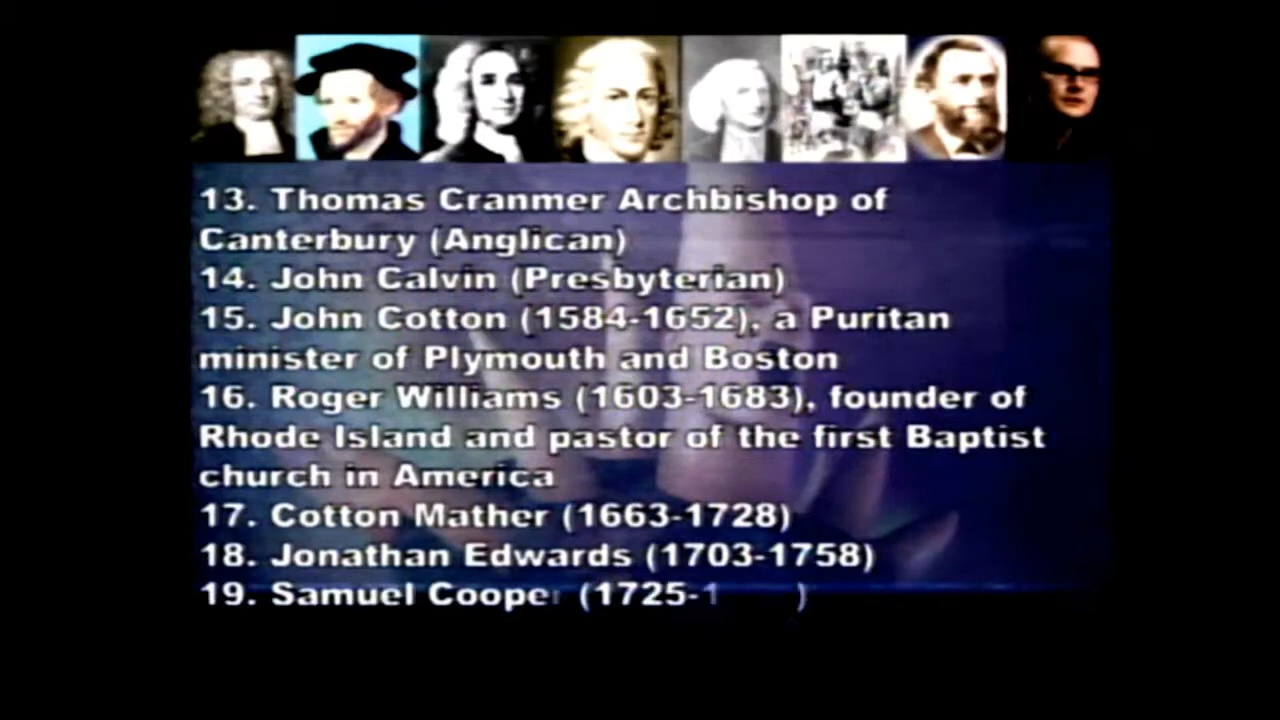 13. Thomas Cranmer Archbishop of
Canterbury (Anglican)
14. John Calvin (Presbyterian)
15. John Cotton (1584-1652), a Puritan
minister of Plymouth and Boston
16. Roger Williams (1603-1683), founder of
Rhode Island and pastor of the first Baptist
church in America
17. Cotton Mather (1663-1728)
18. Jonathan Edwards (1703-1758)
19. Samuel Cooper (1725-1 )